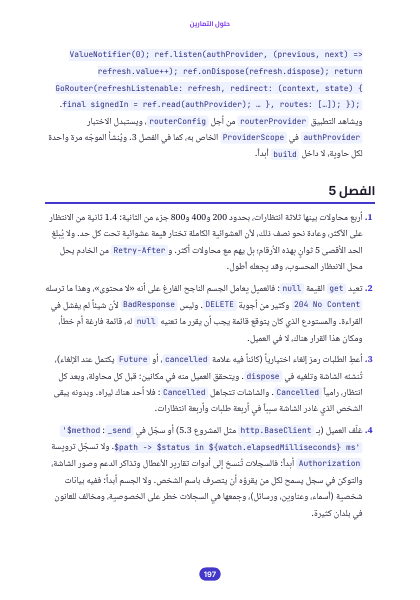 حلول التمارين
ValueNotifier(0); ref.listen(authProvider, (previous, next) =>
refresh.value++); ref.onDispose(refresh.dispose); return
GoRouter(refreshListenable: refresh, redirect: (context, state) {
final signedIn = ref.read(authProvider); … }, routes: […]); });.
ويشاهد التطبيق routerProvider من أجل routerConfig، ويستبدل الاختبار
authProvider في ProviderScope الخاص به، كما في الفصل 3. ويُنشأ الموجّه مرة واحدة
لكل حاوية، لا داخل build أبداً.
الفصل 5
1. أربع محاولات بينها ثلاثة انتظارات، بحدود 200 و400 و800 جزء من الثانية: 1.4 ثانية من الانتظار
على الأكثر، وعادة نحو نصف ذلك، لأن العشوائية الكاملة تختار قيمة عشوائية تحت كل حد. ولا يُبلغ
الحد الأقصى 5 ثوانٍ بهذه الأرقام؛ بل يهم مع محاولات أكثر. و Retry-After من الخادم يحل
محل الانتظار المحسوب، وقد يجعله أطول.
2. تعيد get القيمة null: فالعميل يعامل الجسم الناجح الفارغ على أنه «لا محتوى»، وهذا ما ترسله
204 No Content وكثير من أجوبة DELETE. وليس BadResponse لأن شيئاً لم يفشل في
القراءة. والمستودع الذي كان يتوقع قائمة يجب أن يقرر ما تعنيه null له، قائمة فارغة أم خطأ،
ومكان هذا القرار هناك، لا في العميل.
3. أعطِ الطلبات رمز إلغاء اختيارياً (كائناً فيه علامة cancelled، أو Future يكتمل عند الإلغاء)،
تُنشئه الشاشة وتلغيه في dispose. ويتحقق العميل منه في مكانين: قبل كل محاولة، وبعد كل
انتظار، رامياً Cancelled. والشاشات تتجاهل Cancelled: فلا أحد هناك ليراه. وبدونه يبقى
الشخص الذي غادر الشاشة سبباً في أربعة طلبات وأربعة انتظارات.
4. غلّف العميل (بـ http.BaseClient مثل المشروع 5.3) أو سجّل في _send: '$method
$path -> $status in ${watch.elapsedMilliseconds} ms'. ولا تسجّل ترويسة
Authorization أبداً: فالسجلات تُنسخ إلى أدوات تقارير الأعطال وتذاكر الدعم وصور الشاشة،
والتوكن في سجل يسمح لكل من يقرؤه أن يتصرف باسم الشخص. ولا الجسم أبداً: ففيه بيانات
شخصية (أسماء، وعناوين، ورسائل)، وجمعها في السجلات خطر على الخصوصية، ومخالف للقانون
في بلدان كثيرة.
197